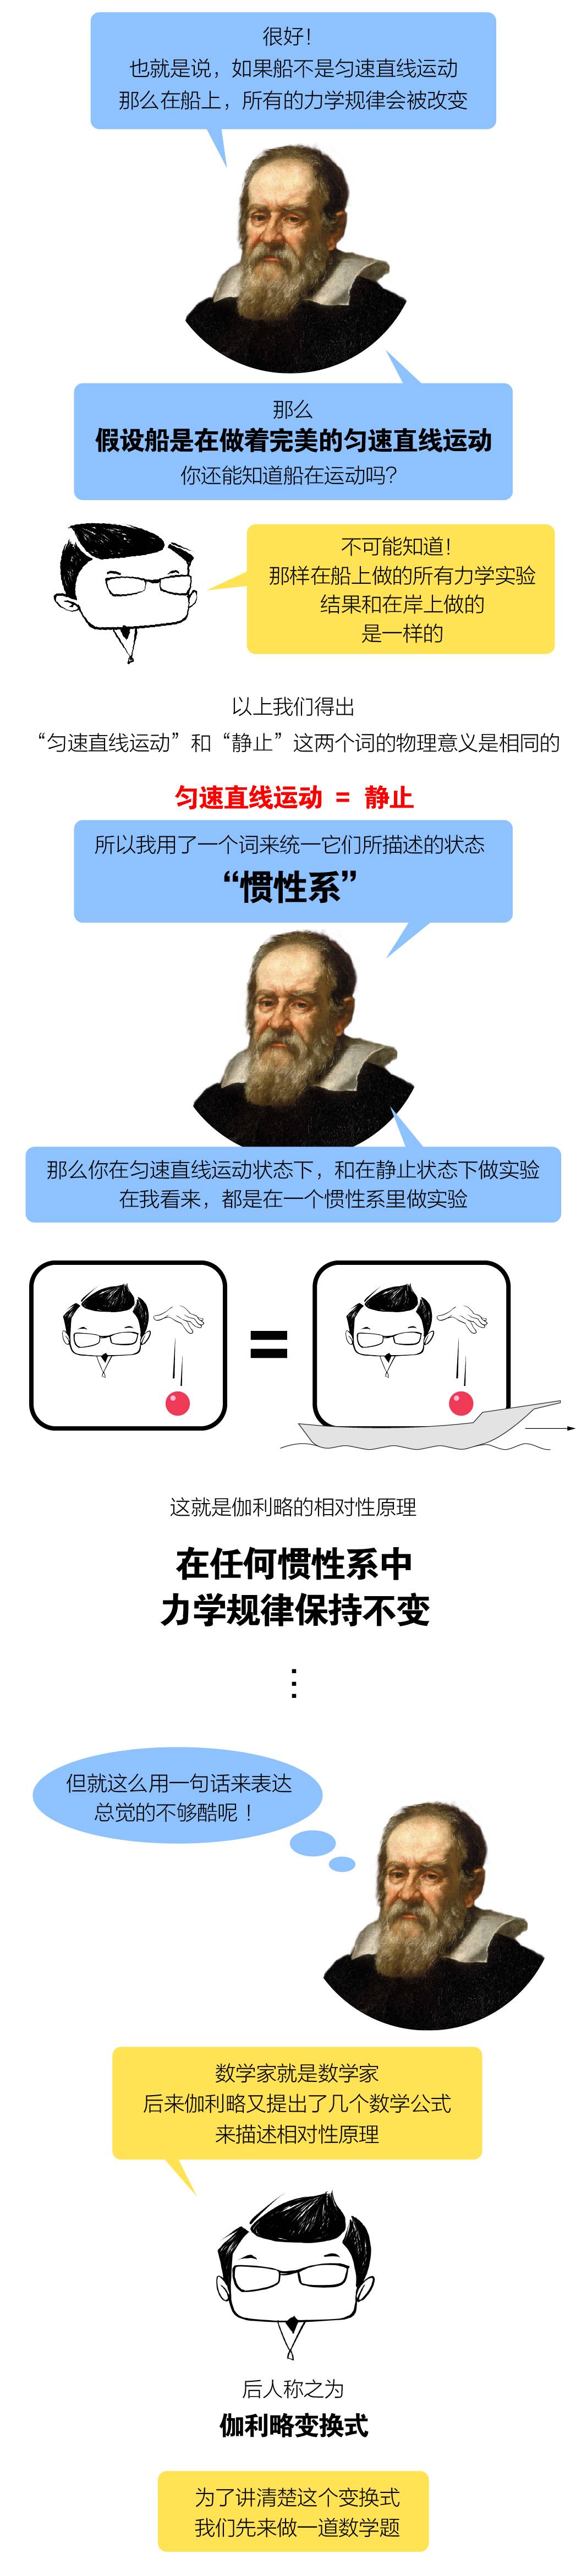 很好！
也就是说，如果船不是匀速直线运动
那么在船上，所有的力学规律会被改变
那么
假设船是在做着完美的匀速直线运动
你还能知道船在运动吗？
不可能知道！
那样在船上做的所有力学实验
结果和在岸上做的
是一样的
以上我们得出
“匀速直线运动”和“静止”这两个词的物理意义是相同的
匀速直线运动 = 静止
所以我用了一个词来统一它们所描述的状态
“惯性系”
那么你在匀速直线运动状态下，和在静止状态下做实验
在我看来，都是在一个惯性系里做实验
=
这就是伽利略的相对性原理
在任何惯性系中
力学规律保持不变
⋮
但就这么用一句话来表达
总觉的不够酷呢！
数学家就是数学家
后来伽利略又提出了几个数学公式
来描述相对性原理
后人称之为
伽利略变换式
为了讲清楚这个变换式
我们先来做一道数学题